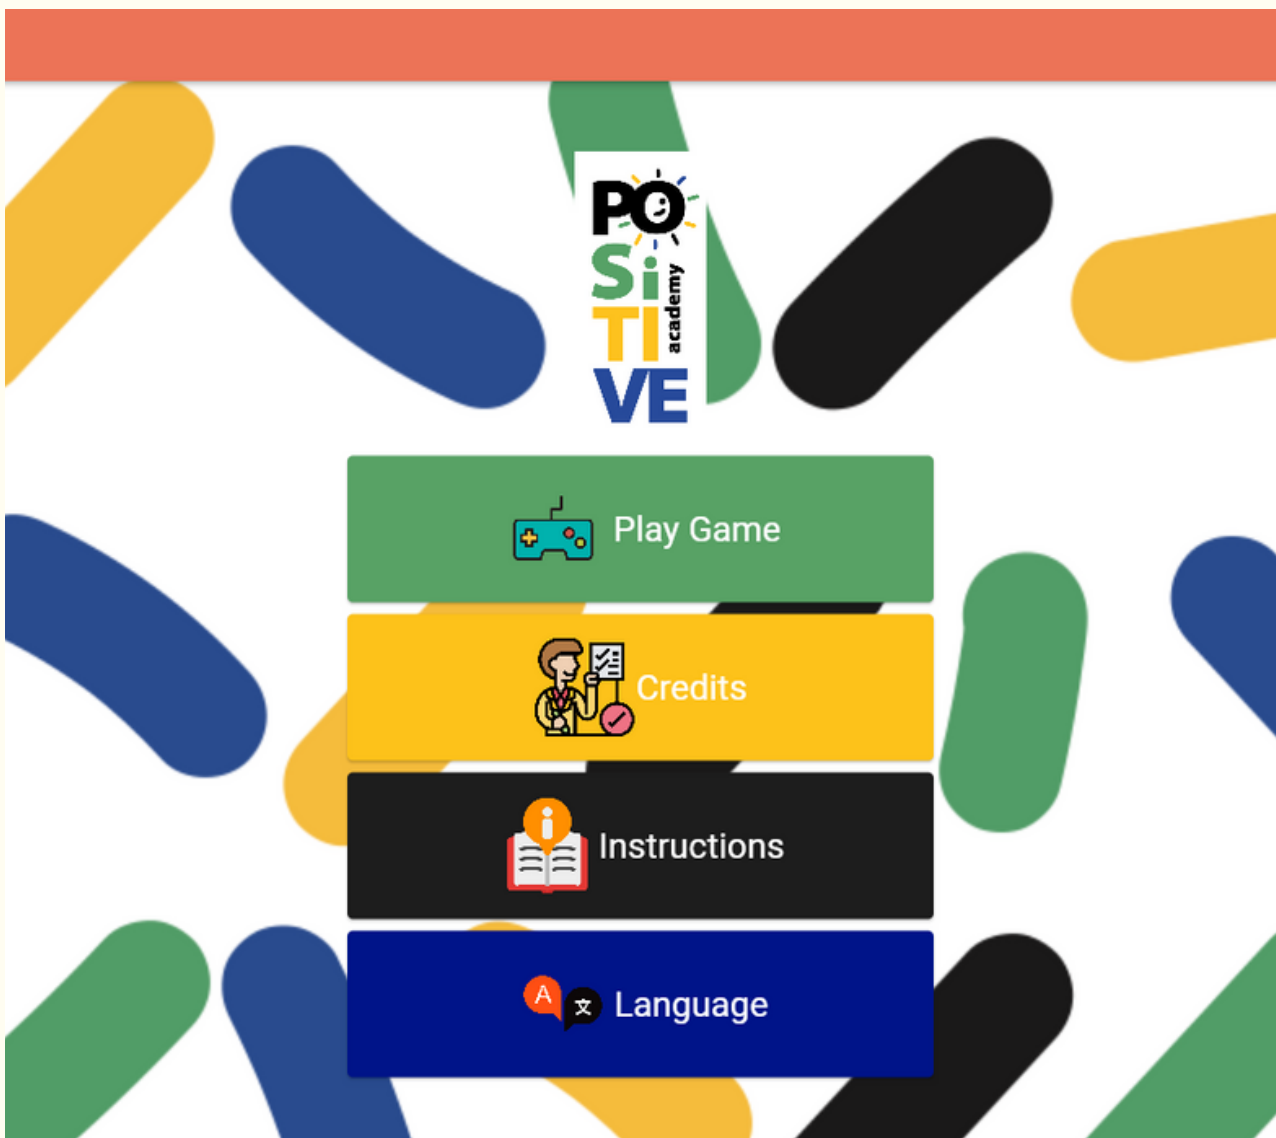 PO
Si
TI
VE
academy
Play Game
Credits
i
Instructions
A 文
Language